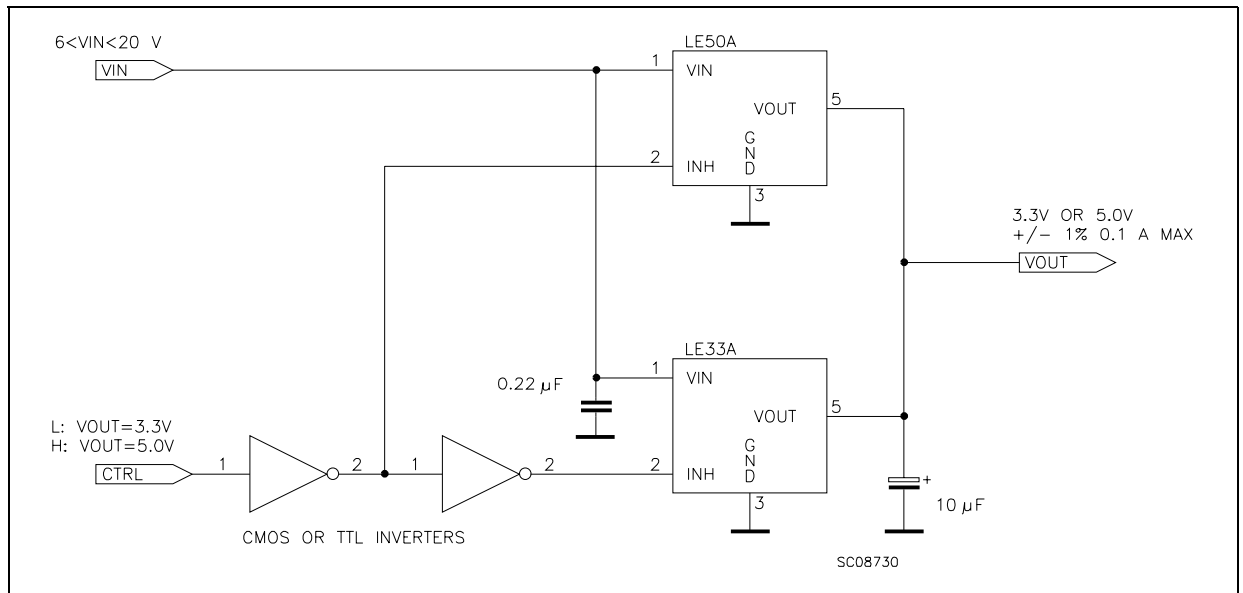 6<VIN<20 V
VIN
LE50A
1
VIN
VOUT
5
GND
2
INH
3
3.3V OR 5.0V
+/- 1% 0.1 A MAX
VOUT
LE33A
0.22 µF
1
VIN
VOUT
5
GND
2
INH
3
L: VOUT=3.3V
H: VOUT=5.0V
CTRL
1
2
1
2
+
10 µF
CMOS OR TTL INVERTERS
SC08730